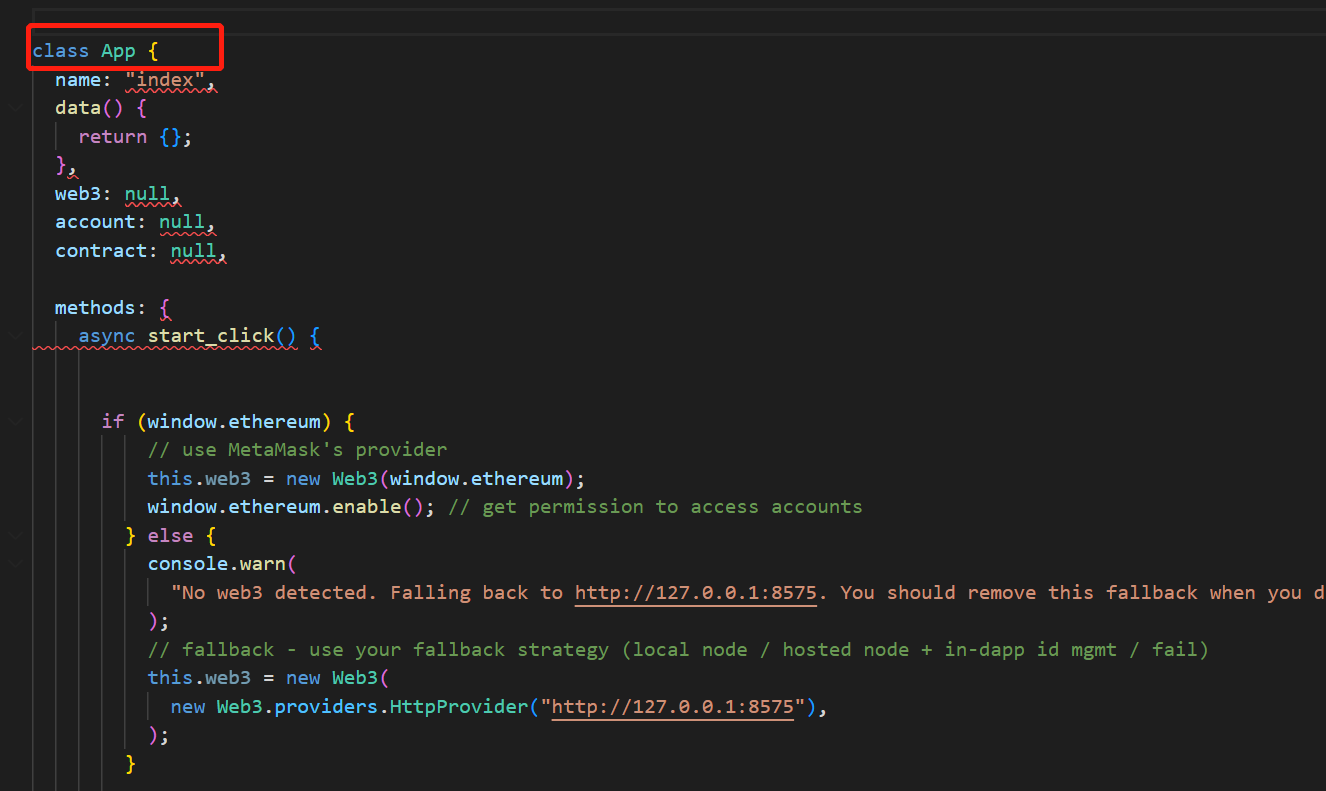 class App {
name: "index",
data() {
return {};
},
web3: null,
account: null,
contract: null,
methods: {
async start_click() {
if (window.ethereum) {
// use MetaMask's provider
this.web3 = new Web3(window.ethereum);
window.ethereum.enable(); // get permission to access accounts
} else {
console.warn(
"No web3 detected. Falling back to http://127.0.0.1:8575. You should remove this fallback when you d
);
// fallback - use your fallback strategy (local node / hosted node + in-dapp id mgmt / fail)
this.web3 = new Web3(
new Web3.providers.HttpProvider("http://127.0.0.1:8575"),
);
}